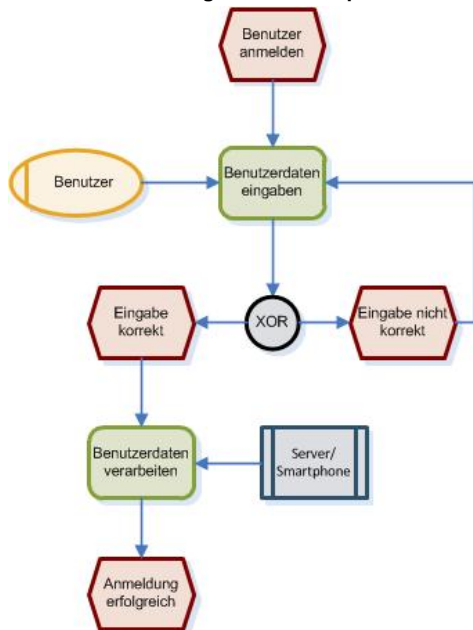 Benutzer
anmelden
Benutzerdaten
eingaben
Benutzer
XOR
Eingabe
korrekt
Eingabe nicht
korrekt
Benutzerdaten
verarbeiten
Server/
Smartphone
Anmeldung
erfolgreich